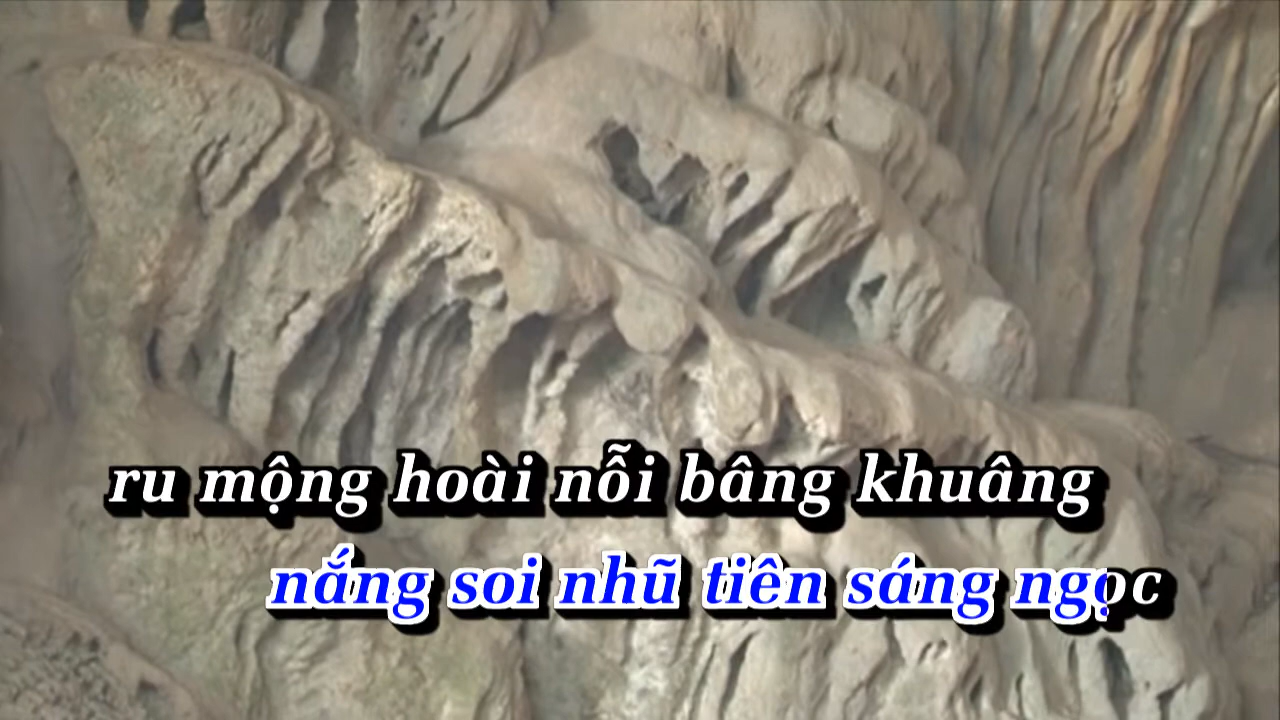 ru mộng hoài nỗi bâng khuâng
nắng soi nhũ tiên sáng ngọc